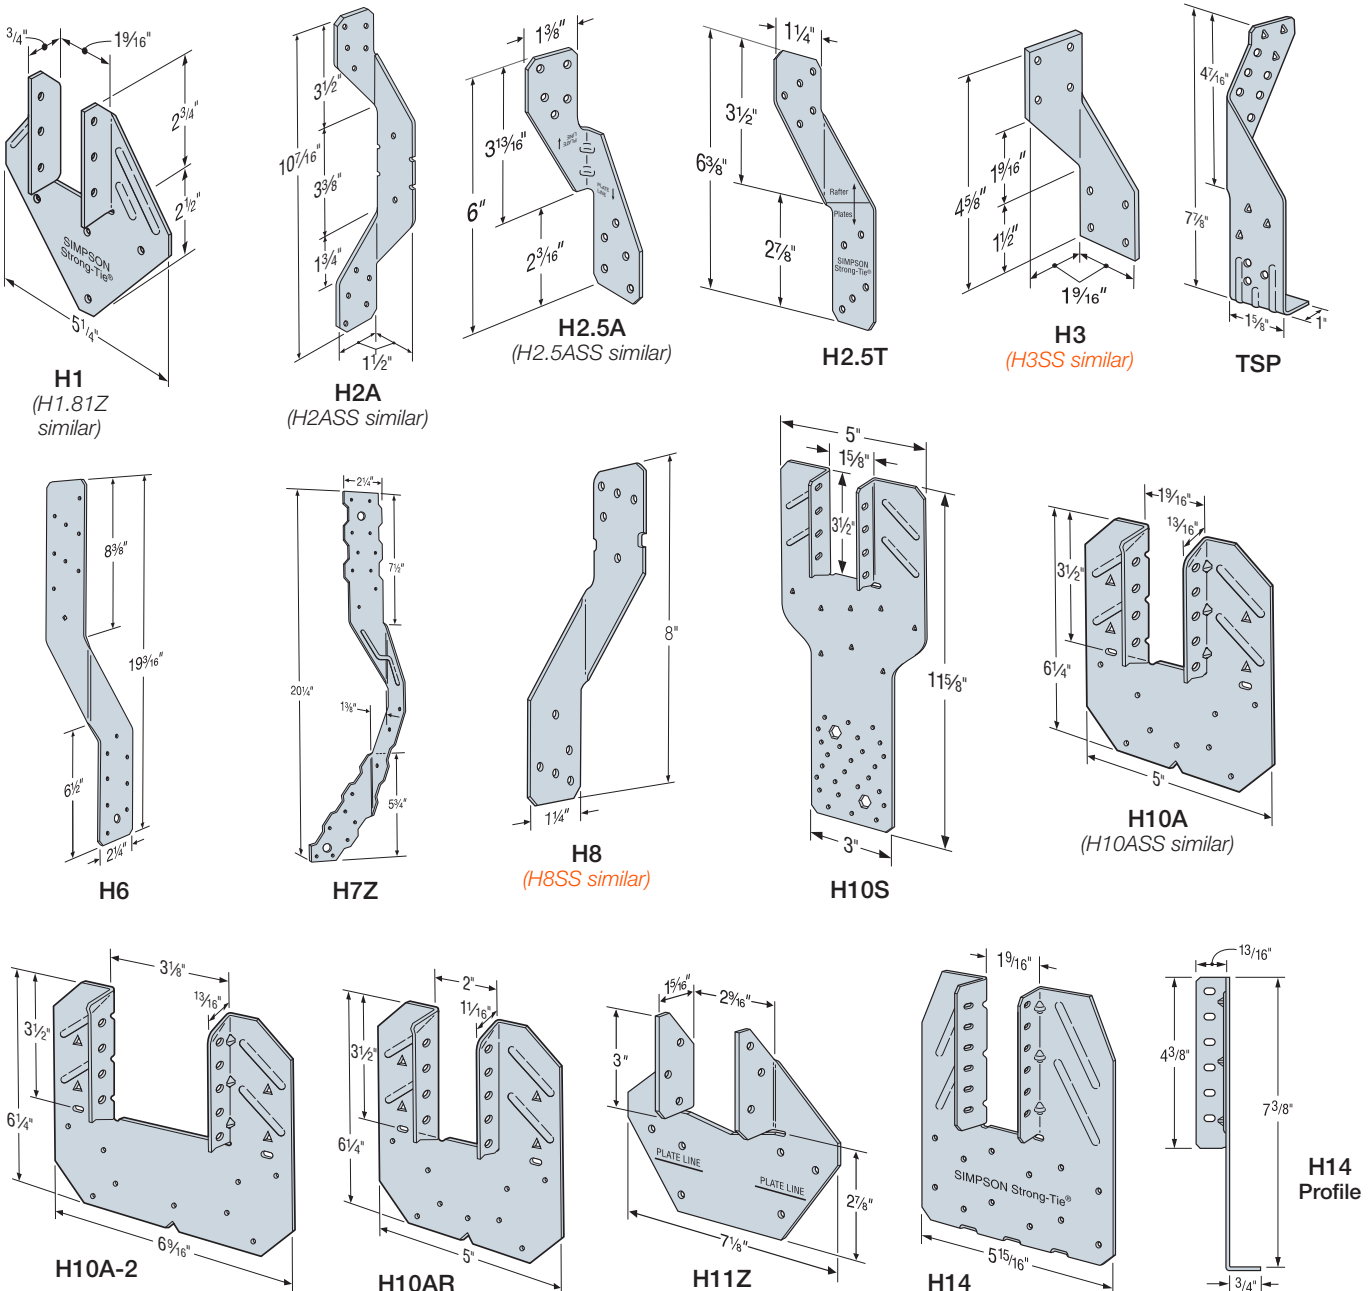 3/4"
1 9/16"
2 3/4"
2 1/2"
SIMPSON
Strong-Tie®
5 1/4"
H1
(H1.81Z
similar)
3 1/2"
10 7/16"
3 3/8"
1 3/4"
1 1/2"
H2A
(H2ASS similar)
1 3/8"
3 13/16"
6"
2 3/16"
PLATE
LINE
PLATE
LINE
H2.5A
(H2.5ASS similar)
1 1/4"
3 1/2"
6 3/8"
2 7/8"
Rafter
Plates
SIMPSON
Strong-Tie®
H2.5T
1 9/16"
4 5/8"
1 1/2"
1 9/16"
H3
(H3SS similar)
4 7/16"
7 7/8"
1 5/8"
1"
TSP
8 3/8"
19 3/16"
6 1/2"
2 1/4"
H6
2 1/4"
7 1/2"
20 1/4"
1 3/8"
5 3/4"
H7Z
8"
1 1/4"
H8
(H8SS similar)
5"
1 5/8"
3 1/2"
11 5/8"
3"
H10S
1 9/16"
13/16"
3 1/2"
6 1/4"
5"
H10A
(H10ASS similar)
3 1/8"
13/16"
3 1/2"
6 1/4"
6 9/16"
H10A-2
2"
1 1/16"
3 1/2"
6 1/4"
5"
H10AR
1 5/16"
2 9/16"
3"
PLATE LINE
PLATE LINE
2 7/8"
7 1/8"
H11Z
1 9/16"
SIMPSON Strong-Tie®
5 15/16"
H14
13/16"
4 3/8"
7 3/8"
3/4"
H14
Profile